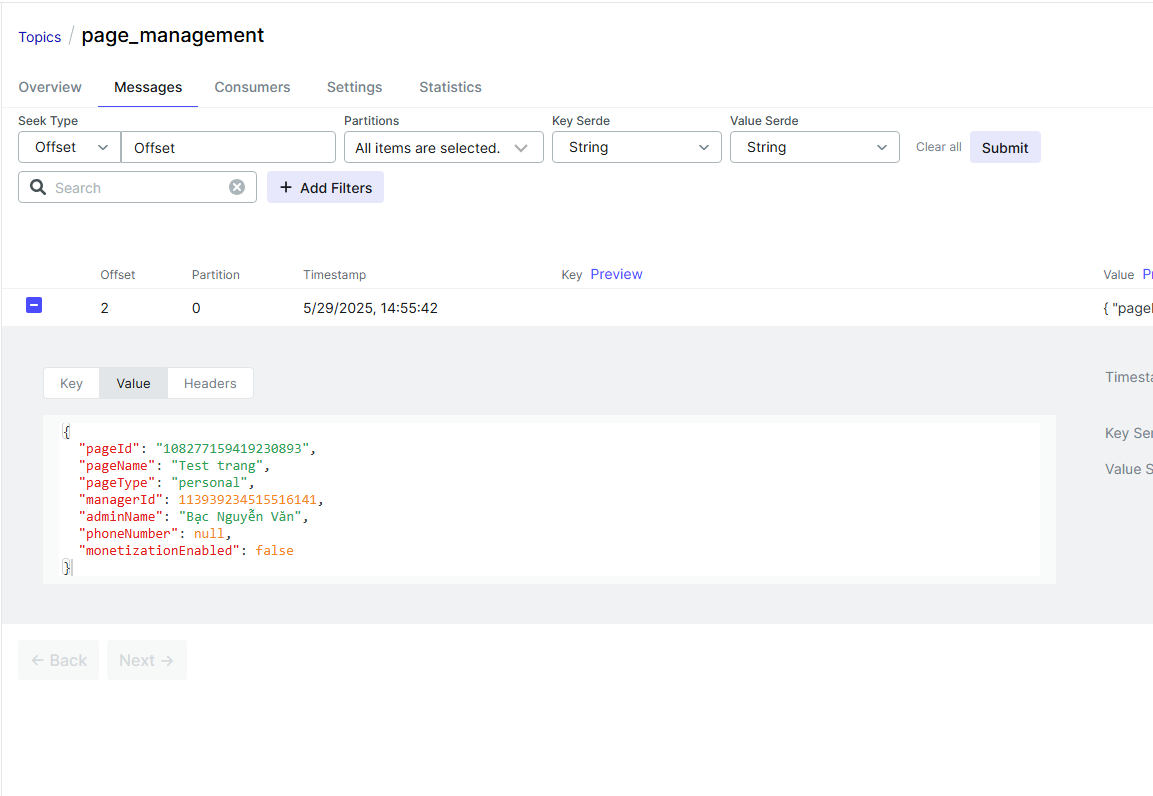 Topics / page_management
Overview Messages Consumers Settings Statistics
Seek Type Partitions Key Serde Value Serde
Offset Offset All items are selected. String String Clear all Submit
Search + Add Filters
Offset Partition Timestamp Key Preview Value
2 0 5/29/2025, 14:55:42 { "page
Key Value Headers
{
"pageId": "108277159419230893",
"pageName": "Test trang",
"pageType": "personal",
"managerId": 113939234515516141,
"adminName": "Bạc Nguyễn Văn",
"phoneNumber": null,
"monetizationEnabled": false
}
Timesta
Key Ser
Value S
← Back Next →